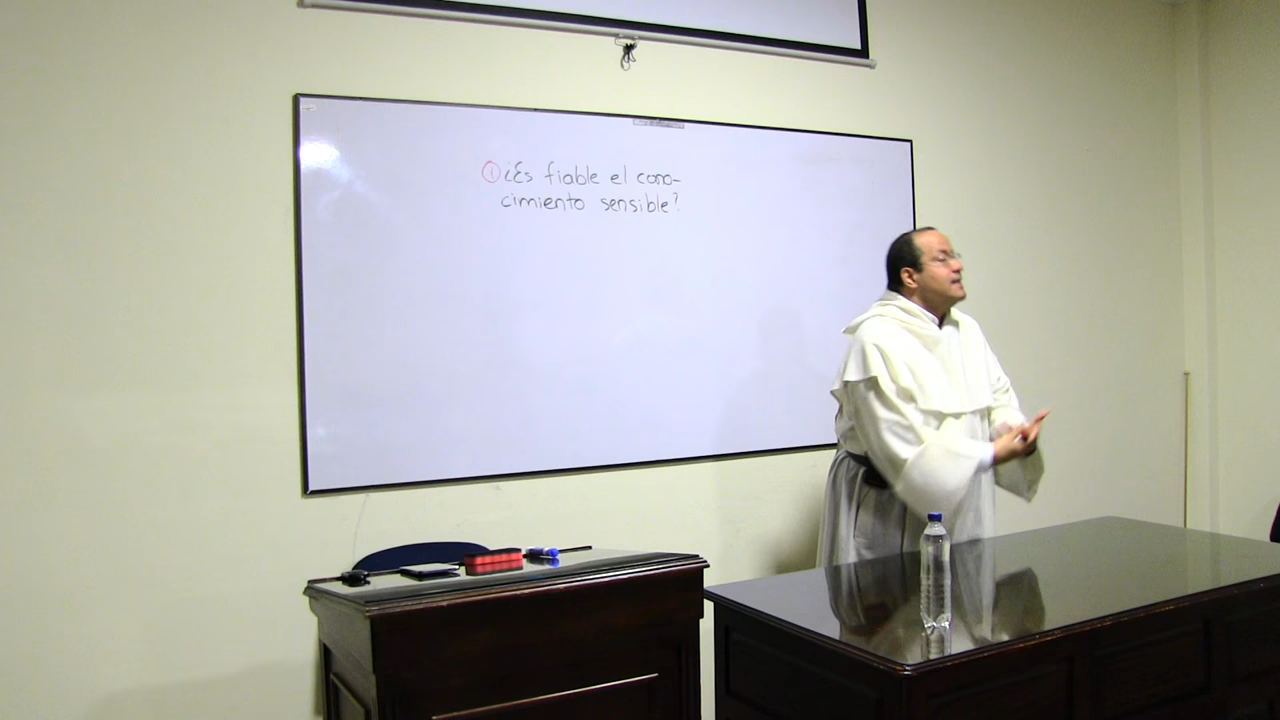 ① ¿Es fiable el cono-
cimiento sensible?